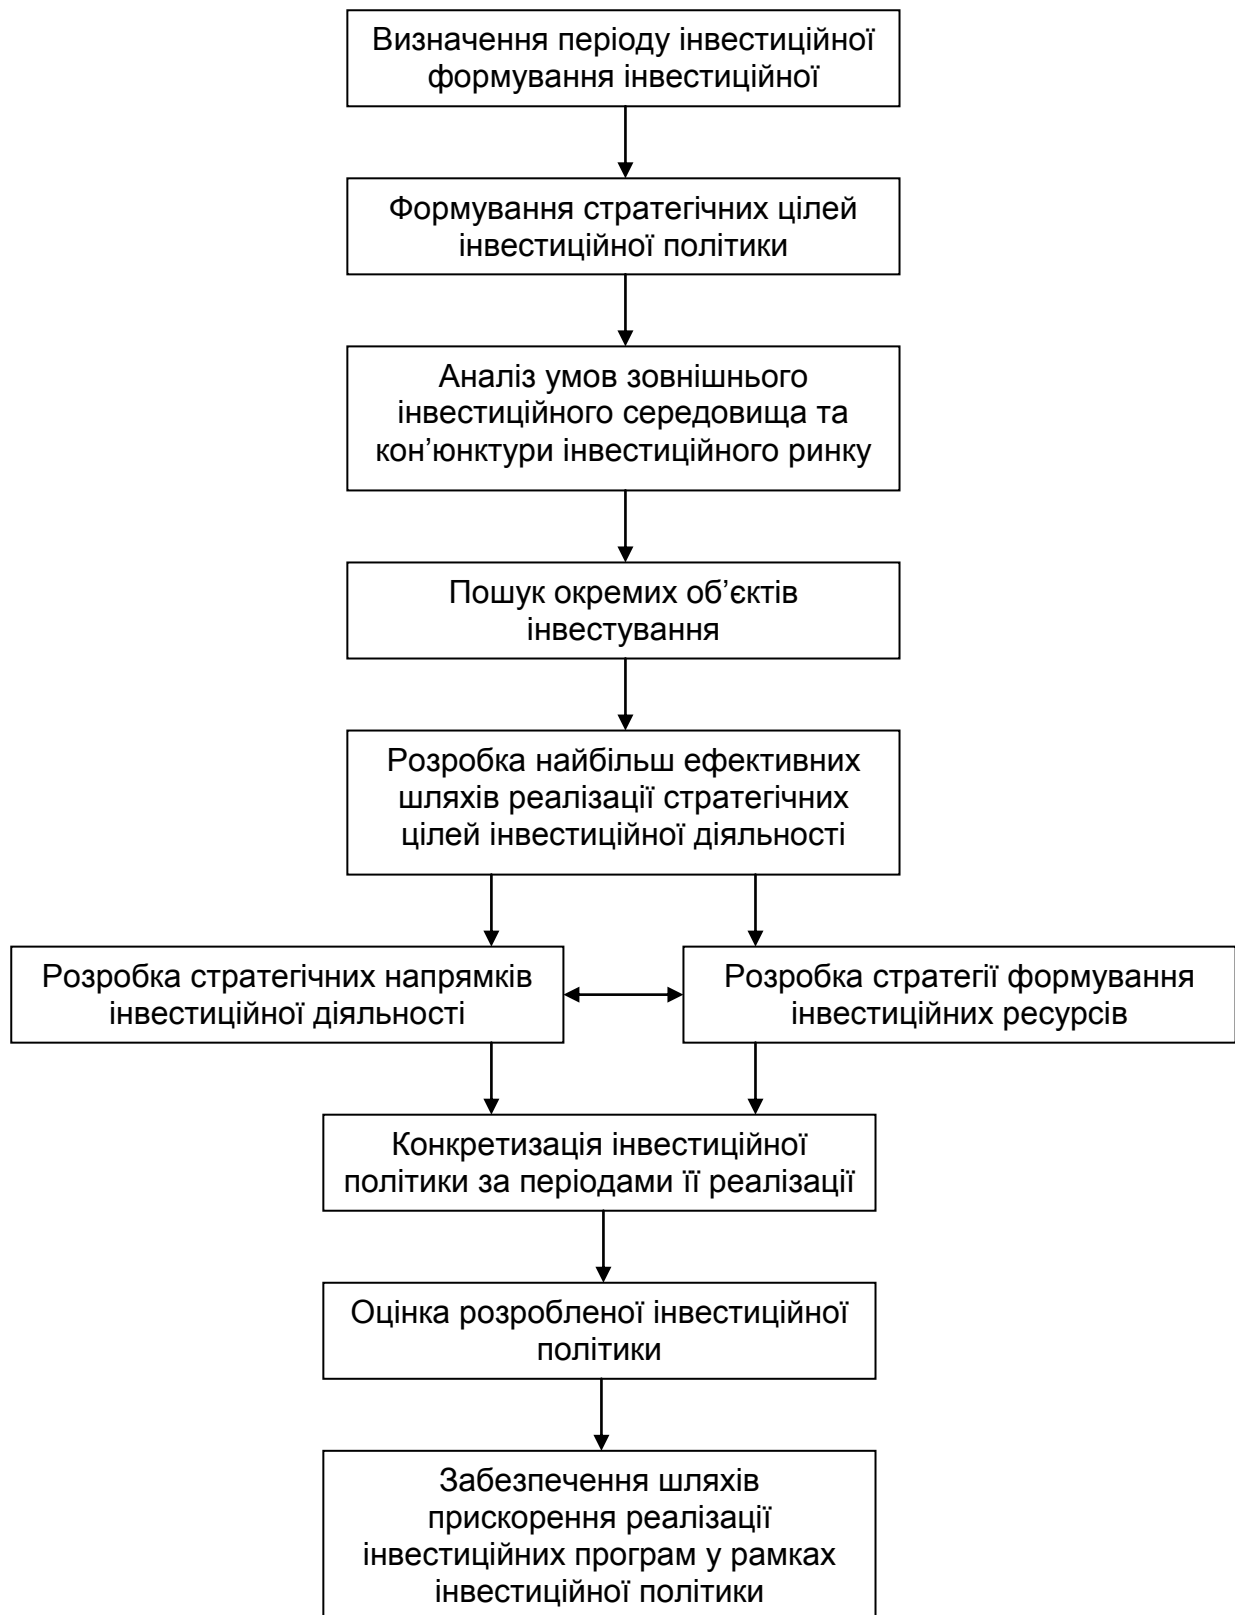 Визначення періоду інвестиційної
формування інвестиційної
Формування стратегічних цілей
інвестиційної політики
Аналіз умов зовнішнього
інвестиційного середовища та
кон’юнктури інвестиційного ринку
Пошук окремих об’єктів
інвестування
Розробка найбільш ефективних
шляхів реалізації стратегічних
цілей інвестиційної діяльності
Розробка стратегічних напрямків
інвестиційної діяльності
Розробка стратегії формування
інвестиційних ресурсів
Конкретизація інвестиційної
політики за періодами її реалізації
Оцінка розробленої інвестиційної
політики
Забезпечення шляхів
прискорення реалізації
інвестиційних програм у рамках
інвестиційної політики